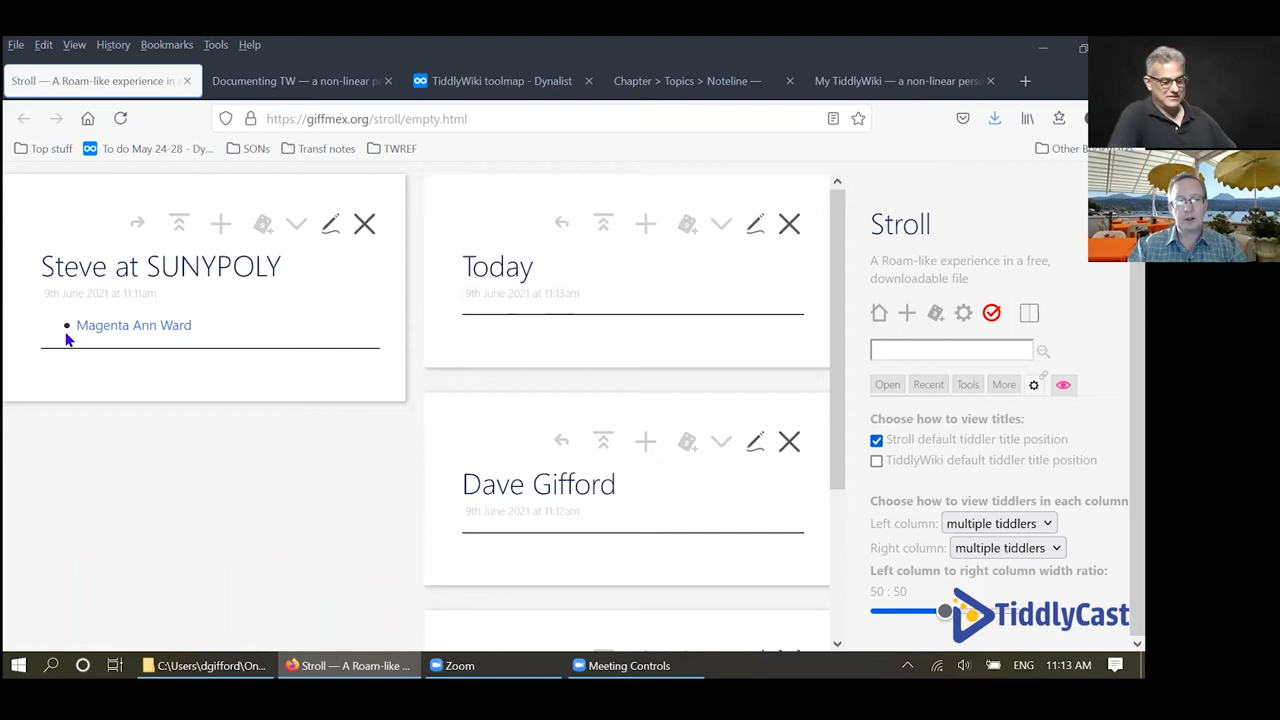 File Edit View History Bookmarks Tools Help
Stroll — A Roam-like experience in a
Documenting TW — a non-linear pe
TiddlyWiki toolmap - Dynalist
Chapter > Topics > Noteline —
My TiddlyWiki — a non-linear perso
https://giffmex.org/stroll/empty.html
Top stuff
To do May 24-28 - Dy...
SONs
Transf notes
TWREF
Other Bookmarks
Steve at SUNYPOLY
9th June 2021 at 11:11am
Magenta Ann Ward
Today
9th June 2021 at 11:13am
Dave Gifford
9th June 2021 at 11:12am
Stroll
A Roam-like experience in a free,
downloadable file
Open Recent Tools More
Choose how to view titles:
Stroll default tiddler title position
TiddlyWiki default tiddler title position
Choose how to view tiddlers in each column
Left column: multiple tiddlers
Right column: multiple tiddlers
Left column to right column width ratio:
50 : 50
TiddlyCast
C:\Users\dgifford\On...
Stroll — A Roam-like ...
Zoom
Meeting Controls
ENG
11:13 AM